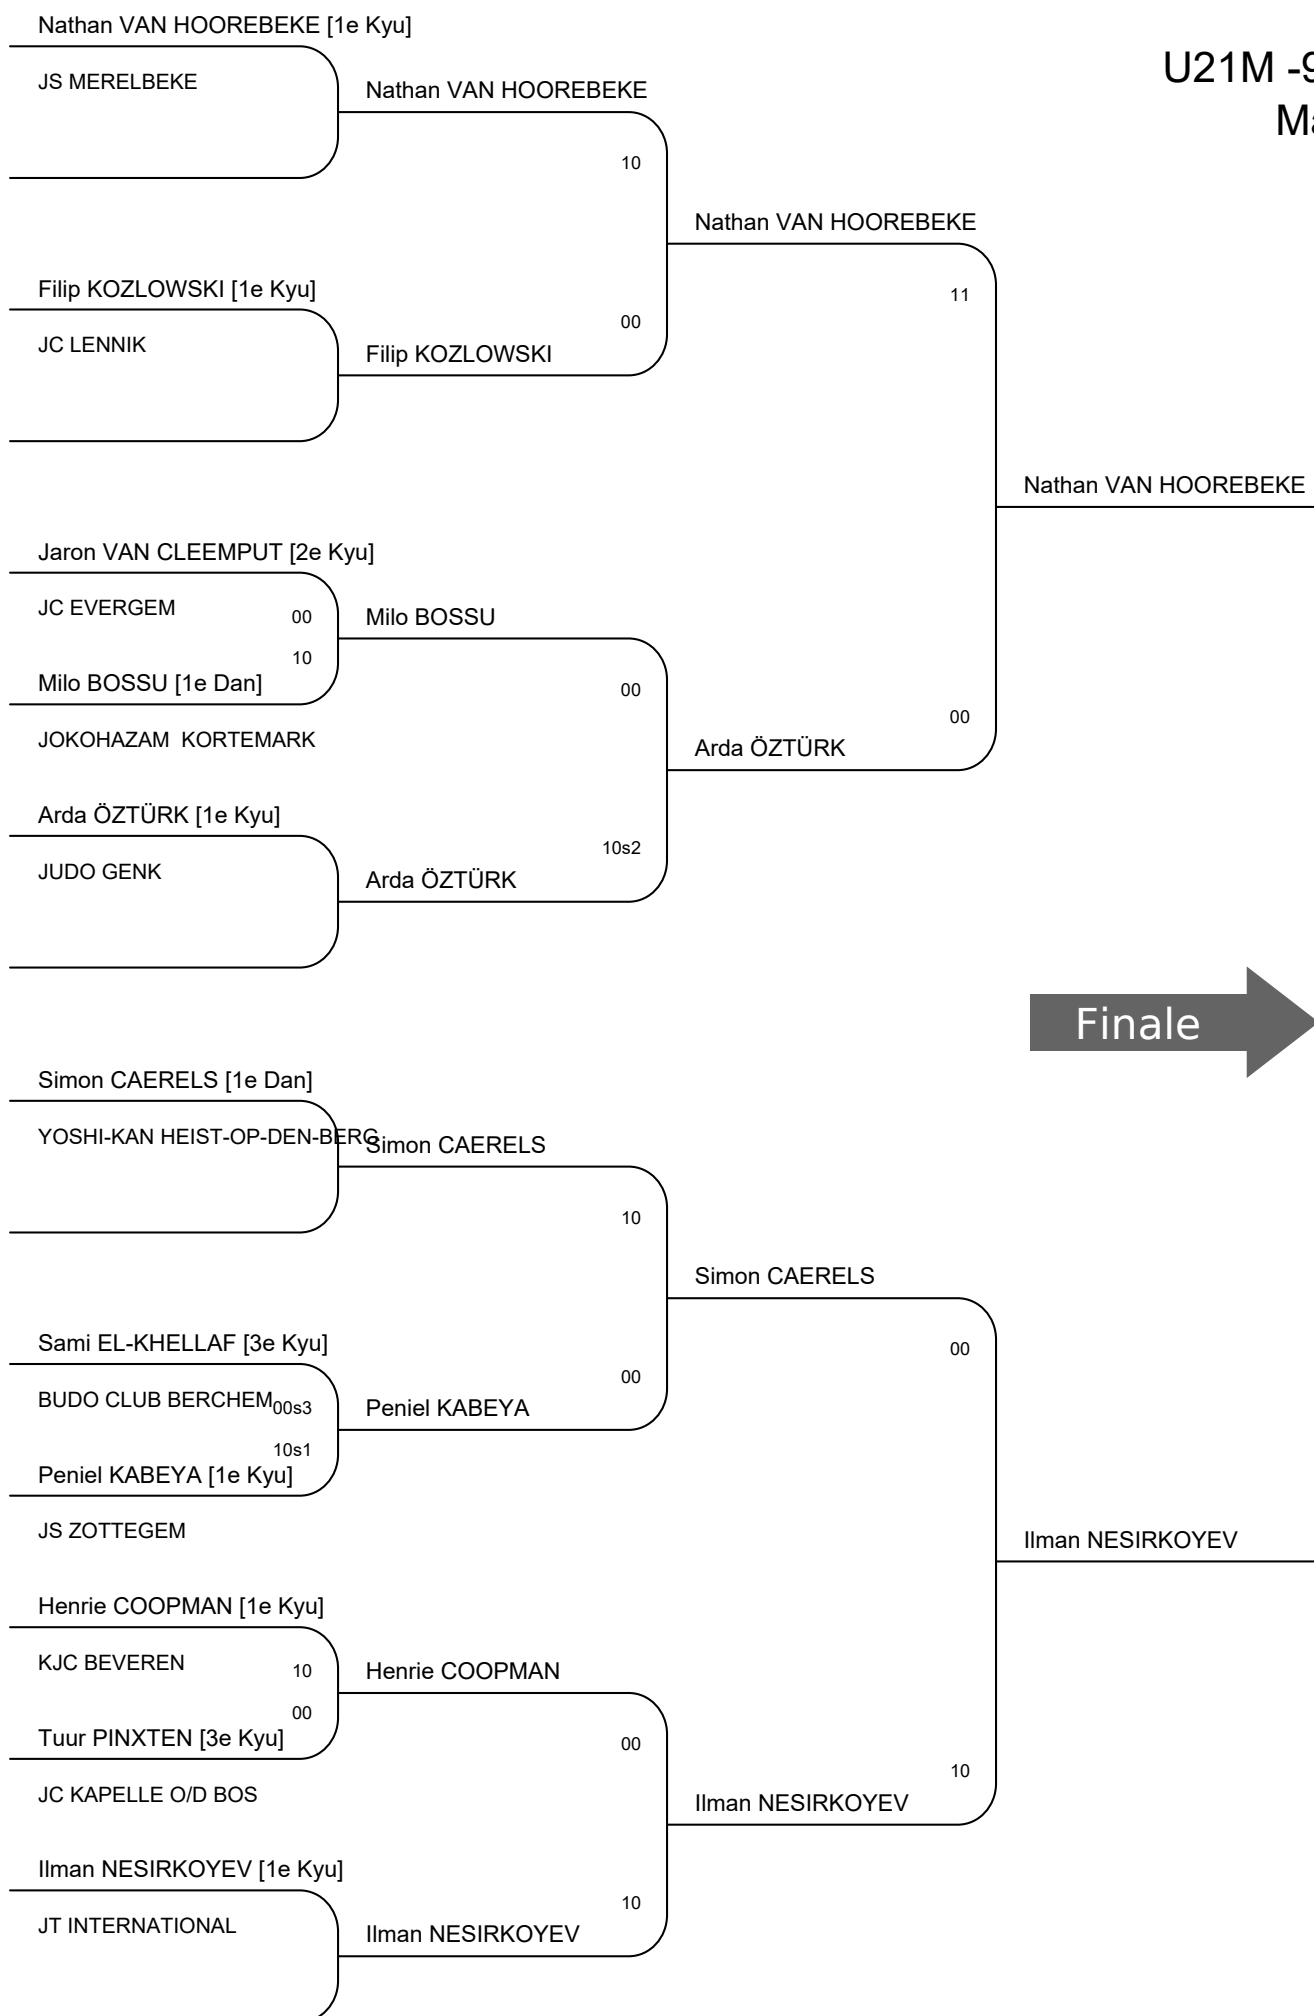 Nathan VAN HOOREBEKE [1e Kyu]
JS MERELBEKE
Nathan VAN HOOREBEKE
U21M -9
Ma
10
Nathan VAN HOOREBEKE
Filip KOZLOWSKI [1e Kyu]
11
00
JC LENNIK
Filip KOZLOWSKI
Nathan VAN HOOREBEKE
Jaron VAN CLEEMPUT [2e Kyu]
JC EVERGEM
00
Milo BOSSU
10
Milo BOSSU [1e Dan]
00
00
JOKOHAZAM KORTEMARK
Arda ÖZTÜRK
Arda ÖZTÜRK [1e Kyu]
10s2
JUDO GENK
Arda ÖZTÜRK
Finale
Simon CAERELS [1e Dan]
YOSHI-KAN HEIST-OP-DEN-BERG
Simon CAERELS
10
Simon CAERELS
Sami EL-KHELLAF [3e Kyu]
00
00
BUDO CLUB BERCHEM
00s3
Peniel KABEYA
10s1
Peniel KABEYA [1e Kyu]
JS ZOTTEGEM
Ilman NESIRKOYEV
Henrie COOPMAN [1e Kyu]
KJC BEVEREN
10
Henrie COOPMAN
00
Tuur PINXTEN [3e Kyu]
00
10
JC KAPELLE O/D BOS
Ilman NESIRKOYEV
Ilman NESIRKOYEV [1e Kyu]
10
JT INTERNATIONAL
Ilman NESIRKOYEV